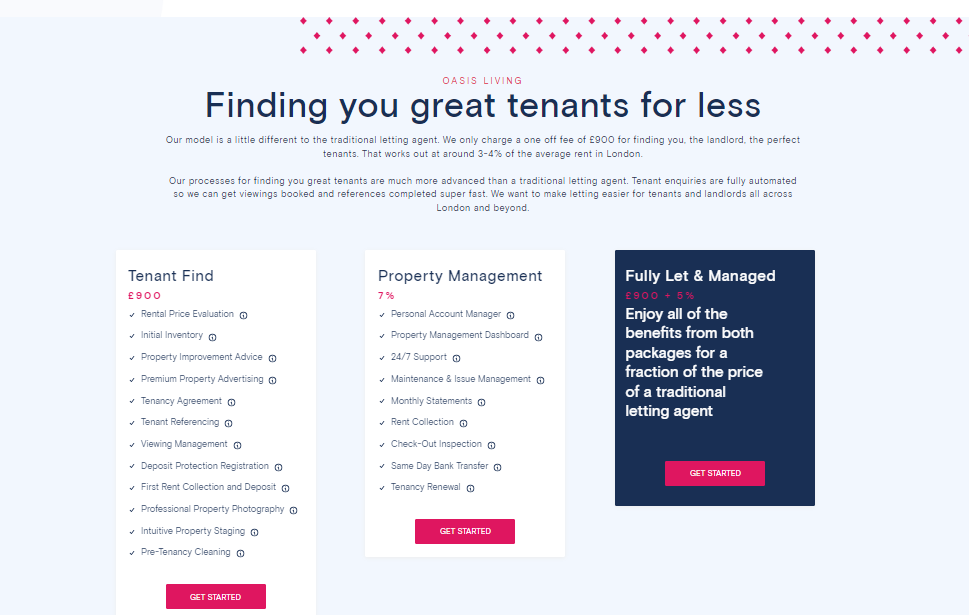 OASIS LIVING
Finding you great tenants for less
Our model is a little different to the traditional letting agent. We only charge a one off fee of £900 for finding you, the landlord, the perfect
tenants. That works out at around 3-4% of the average rent in London.
Our processes for finding you great tenants are much more advanced than a traditional letting agent. Tenant enquiries are fully automated
so we can get viewings booked and references completed super fast. We want to make letting easier for tenants and landlords all across
London and beyond.
Tenant Find
£900
Rental Price Evaluation
Initial Inventory
Property Improvement Advice
Premium Property Advertising
Tenancy Agreement
Tenant Referencing
Viewing Management
Deposit Protection Registration
First Rent Collection and Deposit
Professional Property Photography
Intuitive Property Staging
Pre-Tenancy Cleaning
GET STARTED
Property Management
7%
Personal Account Manager
Property Management Dashboard
24/7 Support
Maintenance & Issue Management
Monthly Statements
Rent Collection
Check-Out Inspection
Same Day Bank Transfer
Tenancy Renewal
GET STARTED
Fully Let & Managed
£900 + 5%
Enjoy all of the
benefits from both
packages for a
fraction of the price
of a traditional
letting agent
GET STARTED